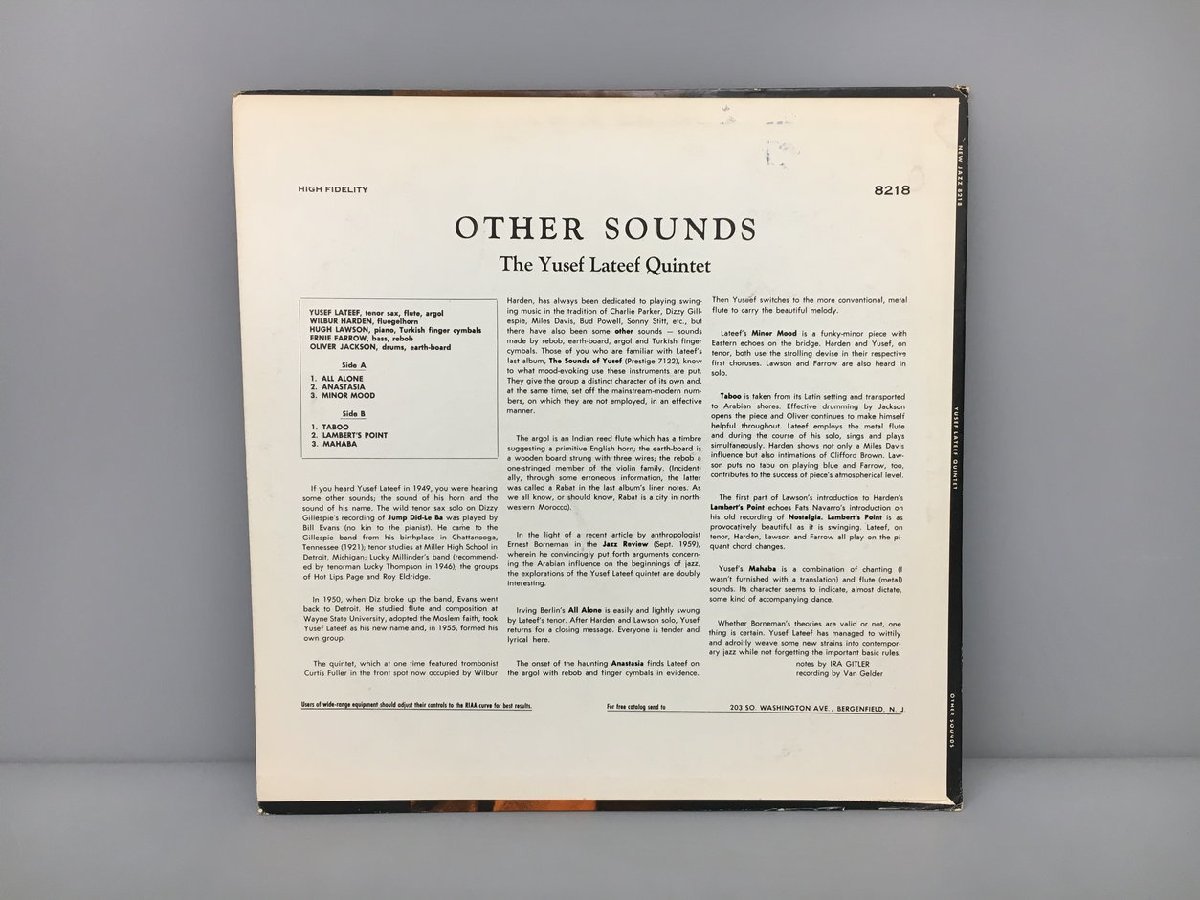 HIGH FIDELITY
8218
OTHER SOUNDS
The Yusef Lateef Quintet
YUSEF LATEEF, tenor sax, flute, argol
WILBUR HARDEN, fluegelhorn
HUGH LAWSON, piano, Turkish finger cymbals
ERNIE FARROW, bass, rebob
OLIVER JACKSON, drums, earth-board
Side A
1. ALL ALONE
2. ANASTASIA
3. MINOR MOOD
Side B
1. TABOO
2. LAMBERT'S POINT
3. MAHABA
If you heard Yusef Lateef in 1949, you were hearing
some other sounds; the sound of his horn and the
sound of his name. The wild tenor sax solo on Dizzy
Gillespie's recording of Jump Did-Le Ba was played by
Bill Evans (no kin to the pianist). He came to the
Gillespie band from his birthplace in Chattanooga,
Tennessee (1921); tenor studies at Miller High School in
Detroit, Michigan; Lucky Millinder's band (recommend-
ed by tenorman Lucky Thompson in 1946); the groups
of Hot Lips Page and Roy Eldridge.
In 1950, when Diz broke up the band, Evans went
back to Detroit. He studied flute and composition at
Wayne State University, adopted the Moslem faith, took
Yusef Lateef as his new name and, in 1955, formed his
own group.
The quintet, which at one time featured trombonist
Curtis Fuller in the front spot now occupied by Wilbur
Harden, has always been dedicated to playing swing-
ing music in the tradition of Charlie Parker, Dizzy Gill-
espie, Miles Davis, Bud Powell, Sonny Stitt, etc., but
there have also been some other sounds — sounds
made by rebob, earth-board, argol and Turkish finger
cymbals. Those of you who are familiar with Lateef's
last album, The Sounds of Yusef (Prestige 7122), know
to what mood-evoking use these instruments are put.
They give the group a distinct character of its own and,
at the same time, set off the mainstream-modern num-
bers, on which they are not employed, in an effective
manner.
The argol is an Indian reed flute which has a timbre
suggesting a primitive English horn; the earth-board is
a wooden board strung with three wires; the rebob a
onestringed member of the violin family. (Incident-
ally, through some erroneous information, the latter
was called a Rabat in the last album's liner notes. As
we all know, or should know, Rabat is a city in north-
western Morocco).
In the light of a recent article by anthropologist
Ernest Borneman in the Jazz Review (Sept. 1959),
wherein he convincingly put forth arguments concern-
ing the Arabian influence on the beginnings of jazz,
the explorations of the Yusef Lateef quintet are doubly
interesting.
Irving Berlin's All Alone is easily and lightly swung
by Lateef's tenor. After Harden and Lawson solo, Yusef
returns for a closing message. Everyone is tender and
lyrical here.
The onset of the haunting Anastasia finds Lateef on
the argol with rebob and finger cymbals in evidence.
Then Yuseef switches to the more conventional, metal
flute to carry the beautiful melody.
Lateef's Minor Mood is a funky-minor piece with
Eastern echoes on the bridge. Harden and Yusef, on
tenor, both use the strolling devise in their respective
first choruses. Lawson and Farrow are also heard in
solo.
Taboo is taken from its Latin setting and transported
to Arabian shores. Effective drumming by Jackson
opens the piece and Oliver continues to make himself
helpful throughout. Lateef employs the metal flute
and during the course of his solo, sings and plays
simultaneously. Harden suggests not only a Miles Davis
influence but also intimations of Clifford Brown. Law-
son puts no tabu on playing blue and Farrow, too,
contributes to the success of piece's atmospherical level.
The first part of Lawson's introduction to Harden's
Lambert's Point echoes Fats Navarro's introduction on
his old recording of Nostalgia. Lambert's Point is as
provocatively beautiful as it is swinging. Lateef, on
tenor, Harden, Lawson and Farrow all play on the pi-
quant chord changes.
Yusef's Mahaba is a combination of chanting (I
wasn't furnished with a translation) and flute (metal)
sounds. Its character seems to indicate, amost dictate,
some kind of accompanying dance.
Whether Borneman's theories are valid or not, one
thing is certain. Yusef Lateef has managed to wittily
and adroitly weave some new strains into contempor-
ary jazz while not forgetting the important basic rules.
notes by IRA GITLER
recording by Van Gelder
Users of wide-range equipment should adjust their controls to the RIAA curve for best results.
For free catalog send to
203 SO. WASHINGTON AVE., BERGENFIELD, N. J.
NEW JAZZ 8218
YUSEF LATEEF QUINTET
OTHER SOUNDS